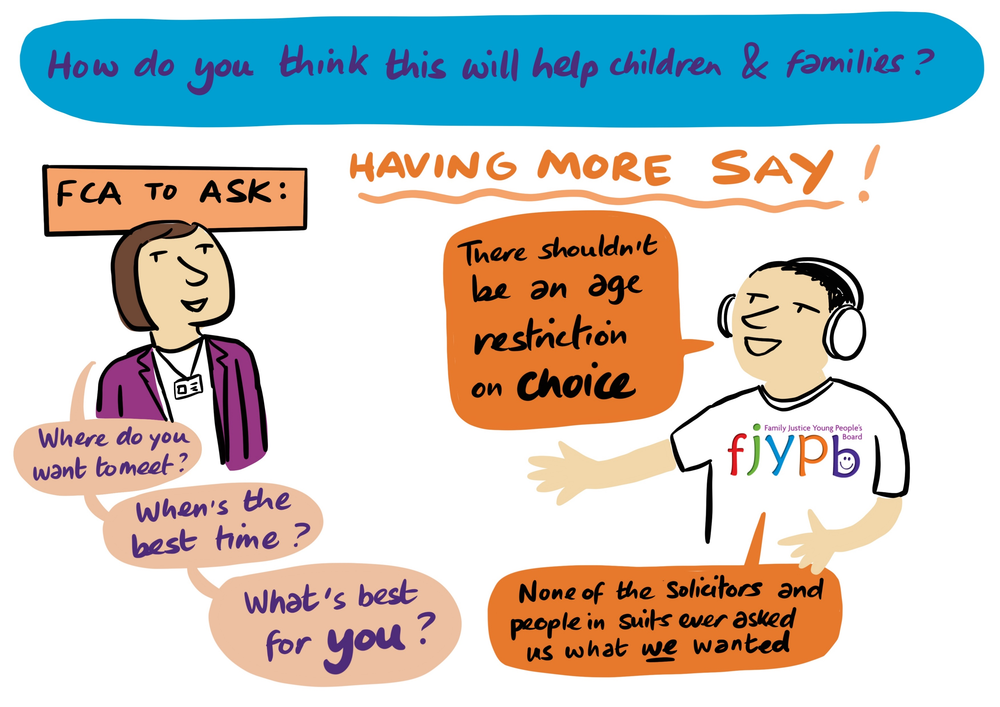 How do you think this will help children & families?
HAVING MORE SAY!
FCA TO ASK:
Where do you
want to meet?
When's the
best time?
What's best
for you?
There shouldn't
be an age
restriction
on choice
Family Justice Young People's
Board
fjypb
None of the solicitors and
people in suits ever asked
us what we wanted